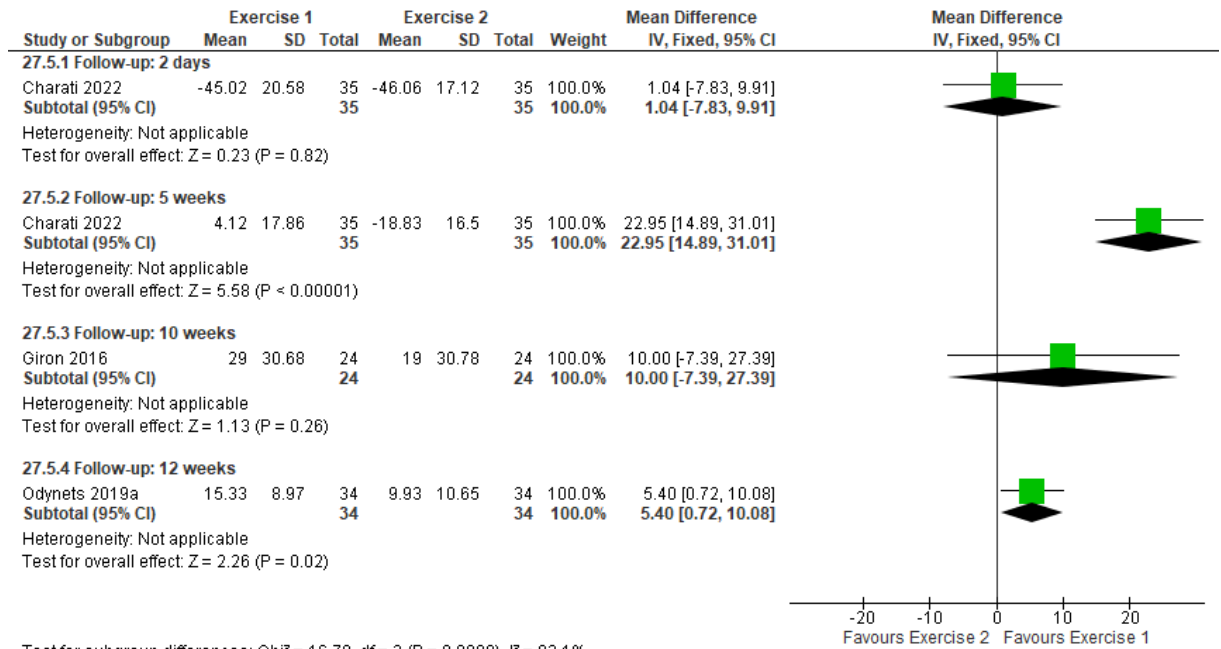 Exercise 1 Exercise 2 Mean Difference Mean Difference
Study or Subgroup Mean SD Total Mean SD Total Weight IV, Fixed, 95% CI IV, Fixed, 95% CI
27.5.1 Follow-up: 2 days
Charati 2022 -45.02 20.58 35 -46.06 17.12 35 100.0% 1.04 [-7.83, 9.91]
Subtotal (95% CI) 35 35 100.0% 1.04 [-7.83, 9.91]
Heterogeneity: Not applicable
Test for overall effect: Z = 0.23 (P = 0.82)
27.5.2 Follow-up: 5 weeks
Charati 2022 4.12 17.86 35 -18.83 16.5 35 100.0% 22.95 [14.89, 31.01]
Subtotal (95% CI) 35 35 100.0% 22.95 [14.89, 31.01]
Heterogeneity: Not applicable
Test for overall effect: Z = 5.58 (P < 0.00001)
27.5.3 Follow-up: 10 weeks
Giron 2016 29 30.68 24 19 30.78 24 100.0% 10.00 [-7.39, 27.39]
Subtotal (95% CI) 24 24 100.0% 10.00 [-7.39, 27.39]
Heterogeneity: Not applicable
Test for overall effect: Z = 1.13 (P = 0.26)
27.5.4 Follow-up: 12 weeks
Odynets 2019a 15.33 8.97 34 9.93 10.65 34 100.0% 5.40 [0.72, 10.08]
Subtotal (95% CI) 34 34 100.0% 5.40 [0.72, 10.08]
Heterogeneity: Not applicable
Test for overall effect: Z = 2.26 (P = 0.02)
-20 -10 0 10 20
Favours Exercise 2 Favours Exercise 1
Test for subgroup differences: